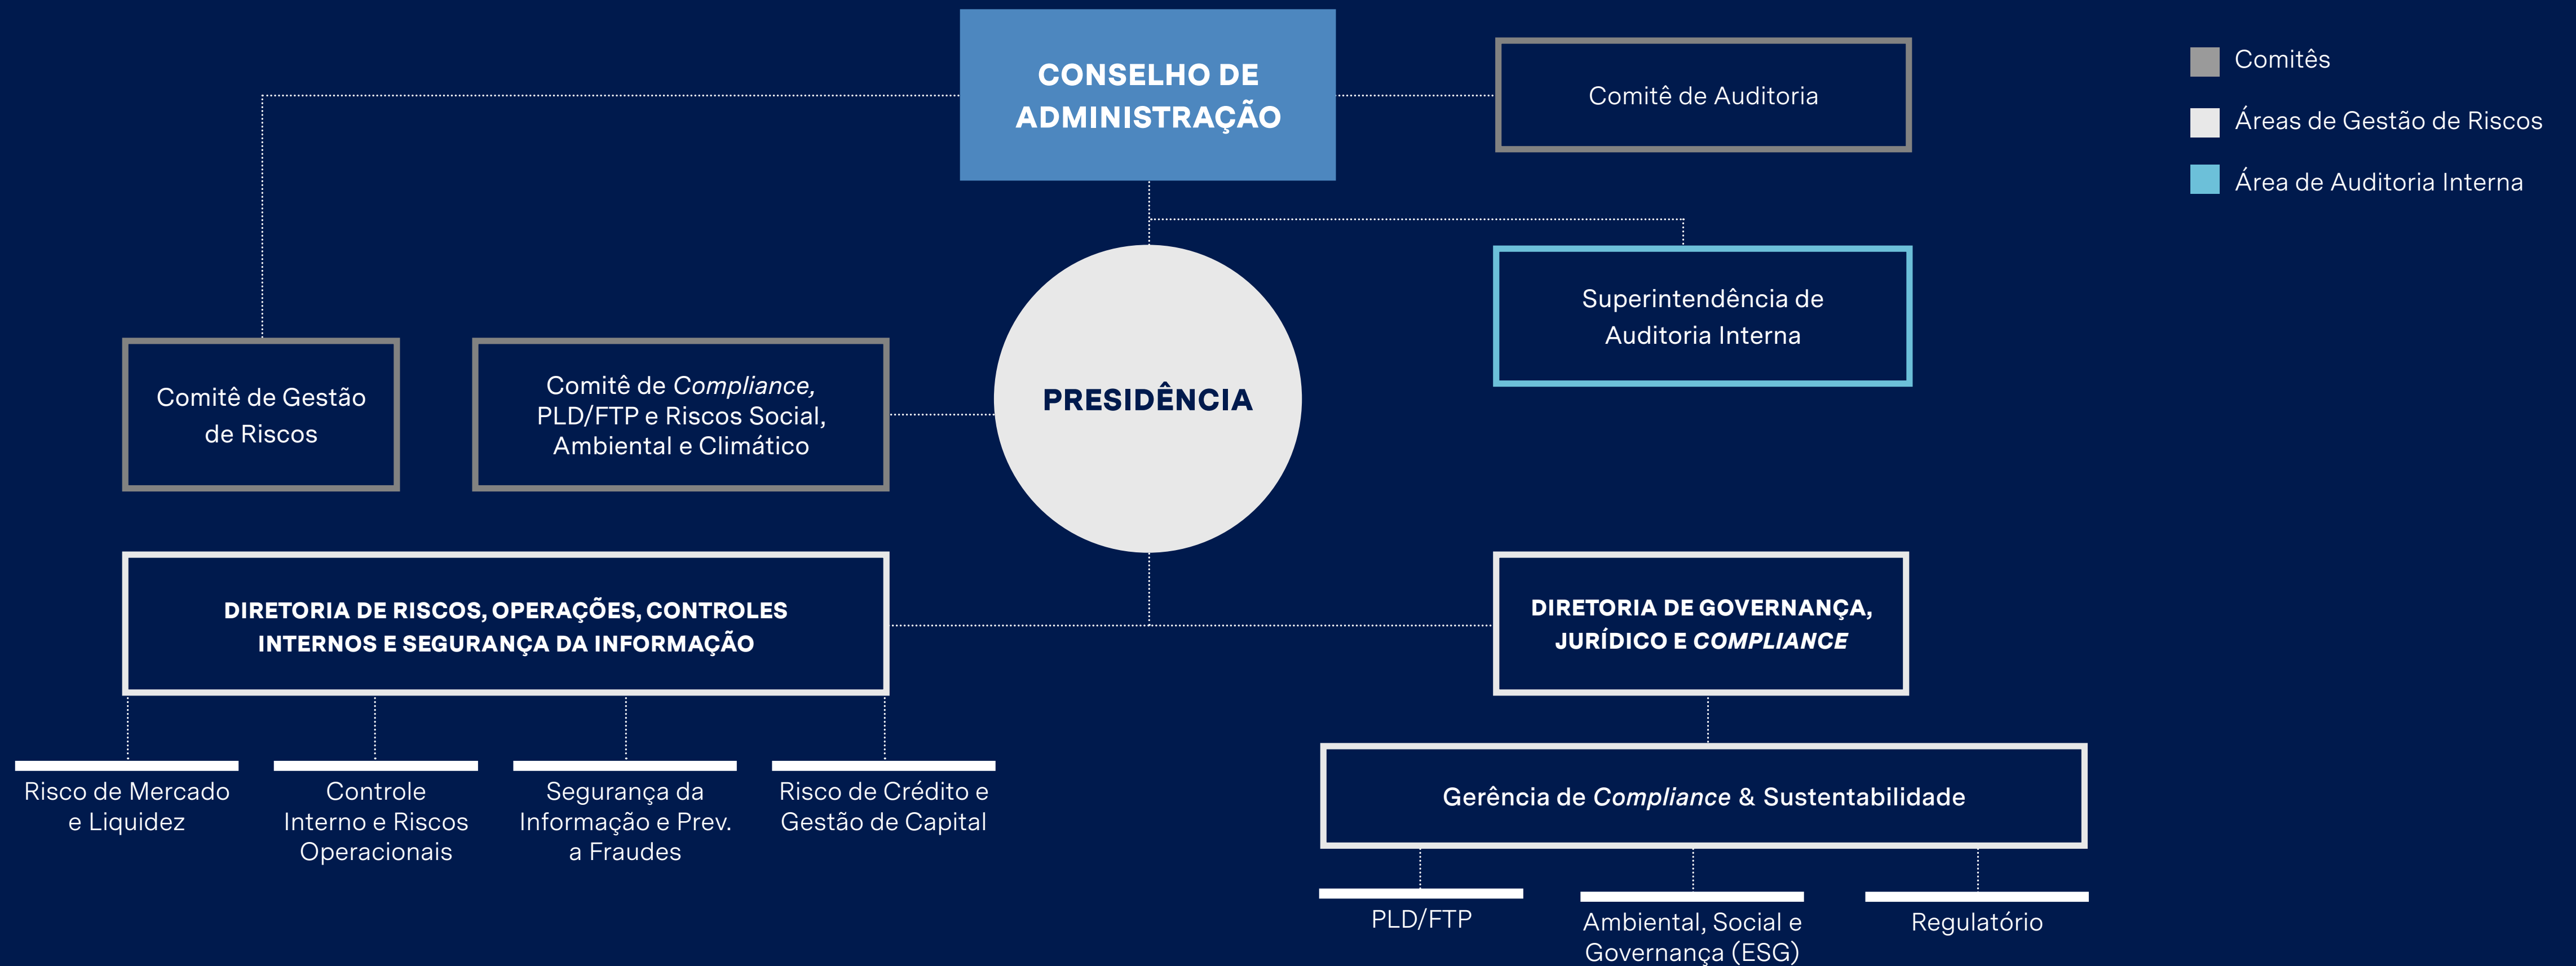 CONSELHO DE
ADMINISTRAÇÃO
Comitê de Auditoria
Comitês
Áreas de Gestão de Riscos
Área de Auditoria Interna
Superintendência de
Auditoria Interna
Comitê de Gestão
de Riscos
Comitê de Compliance,
PLD/FTP e Riscos Social,
Ambiental e Climático
PRESIDÊNCIA
DIRETORIA DE RISCOS, OPERAÇÕES, CONTROLES
INTERNOS E SEGURANÇA DA INFORMAÇÃO
DIRETORIA DE GOVERNANÇA,
JURÍDICO E COMPLIANCE
Risco de Mercado
e Liquidez
Controle
Interno e Riscos
Operacionais
Segurança da
Informação e Prev.
a Fraudes
Risco de Crédito e
Gestão de Capital
Gerência de Compliance & Sustentabilidade
PLD/FTP
Ambiental, Social e
Governança (ESG)
Regulatório